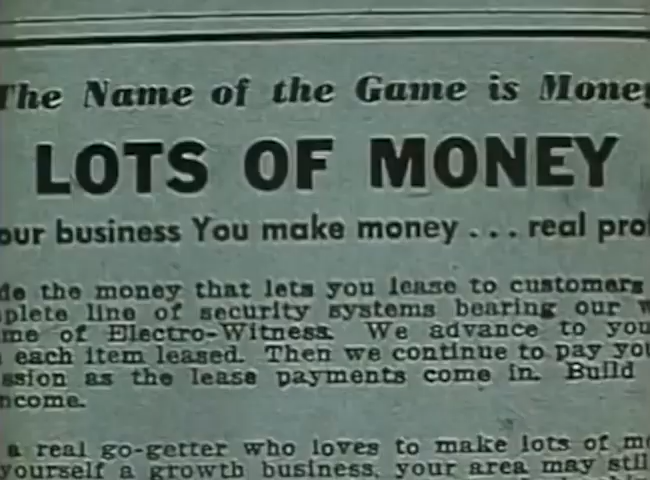 The Name of the Game is Money
LOTS OF MONEY
our business You make money . . . real pro
de the money that lets you lease to customers
plete line of security systems bearing our w
me of Electro-Witness. We advance to you
each item leased. Then we continue to pay you
ssion as the lease payments come in. Build
ncome.
a real go-getter who loves to make lots of m
yourself a growth business, your area may stil